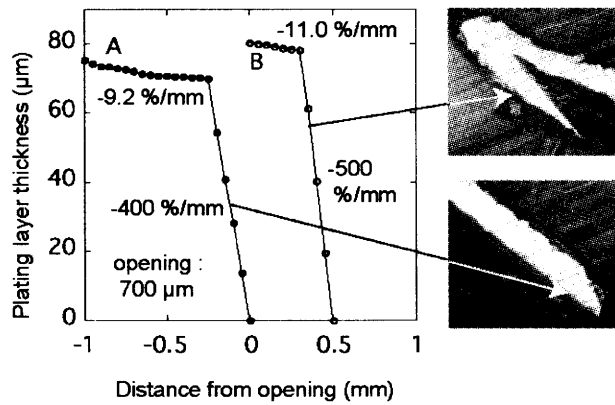 80
60
40
20
0
Plating layer thickness (µm)
A
B
-11.0 %/mm
-9.2 %/mm
-500
%/mm
-400 %/mm
opening :
700 µm
-1
-0.5
0
0.5
1
Distance from opening (mm)